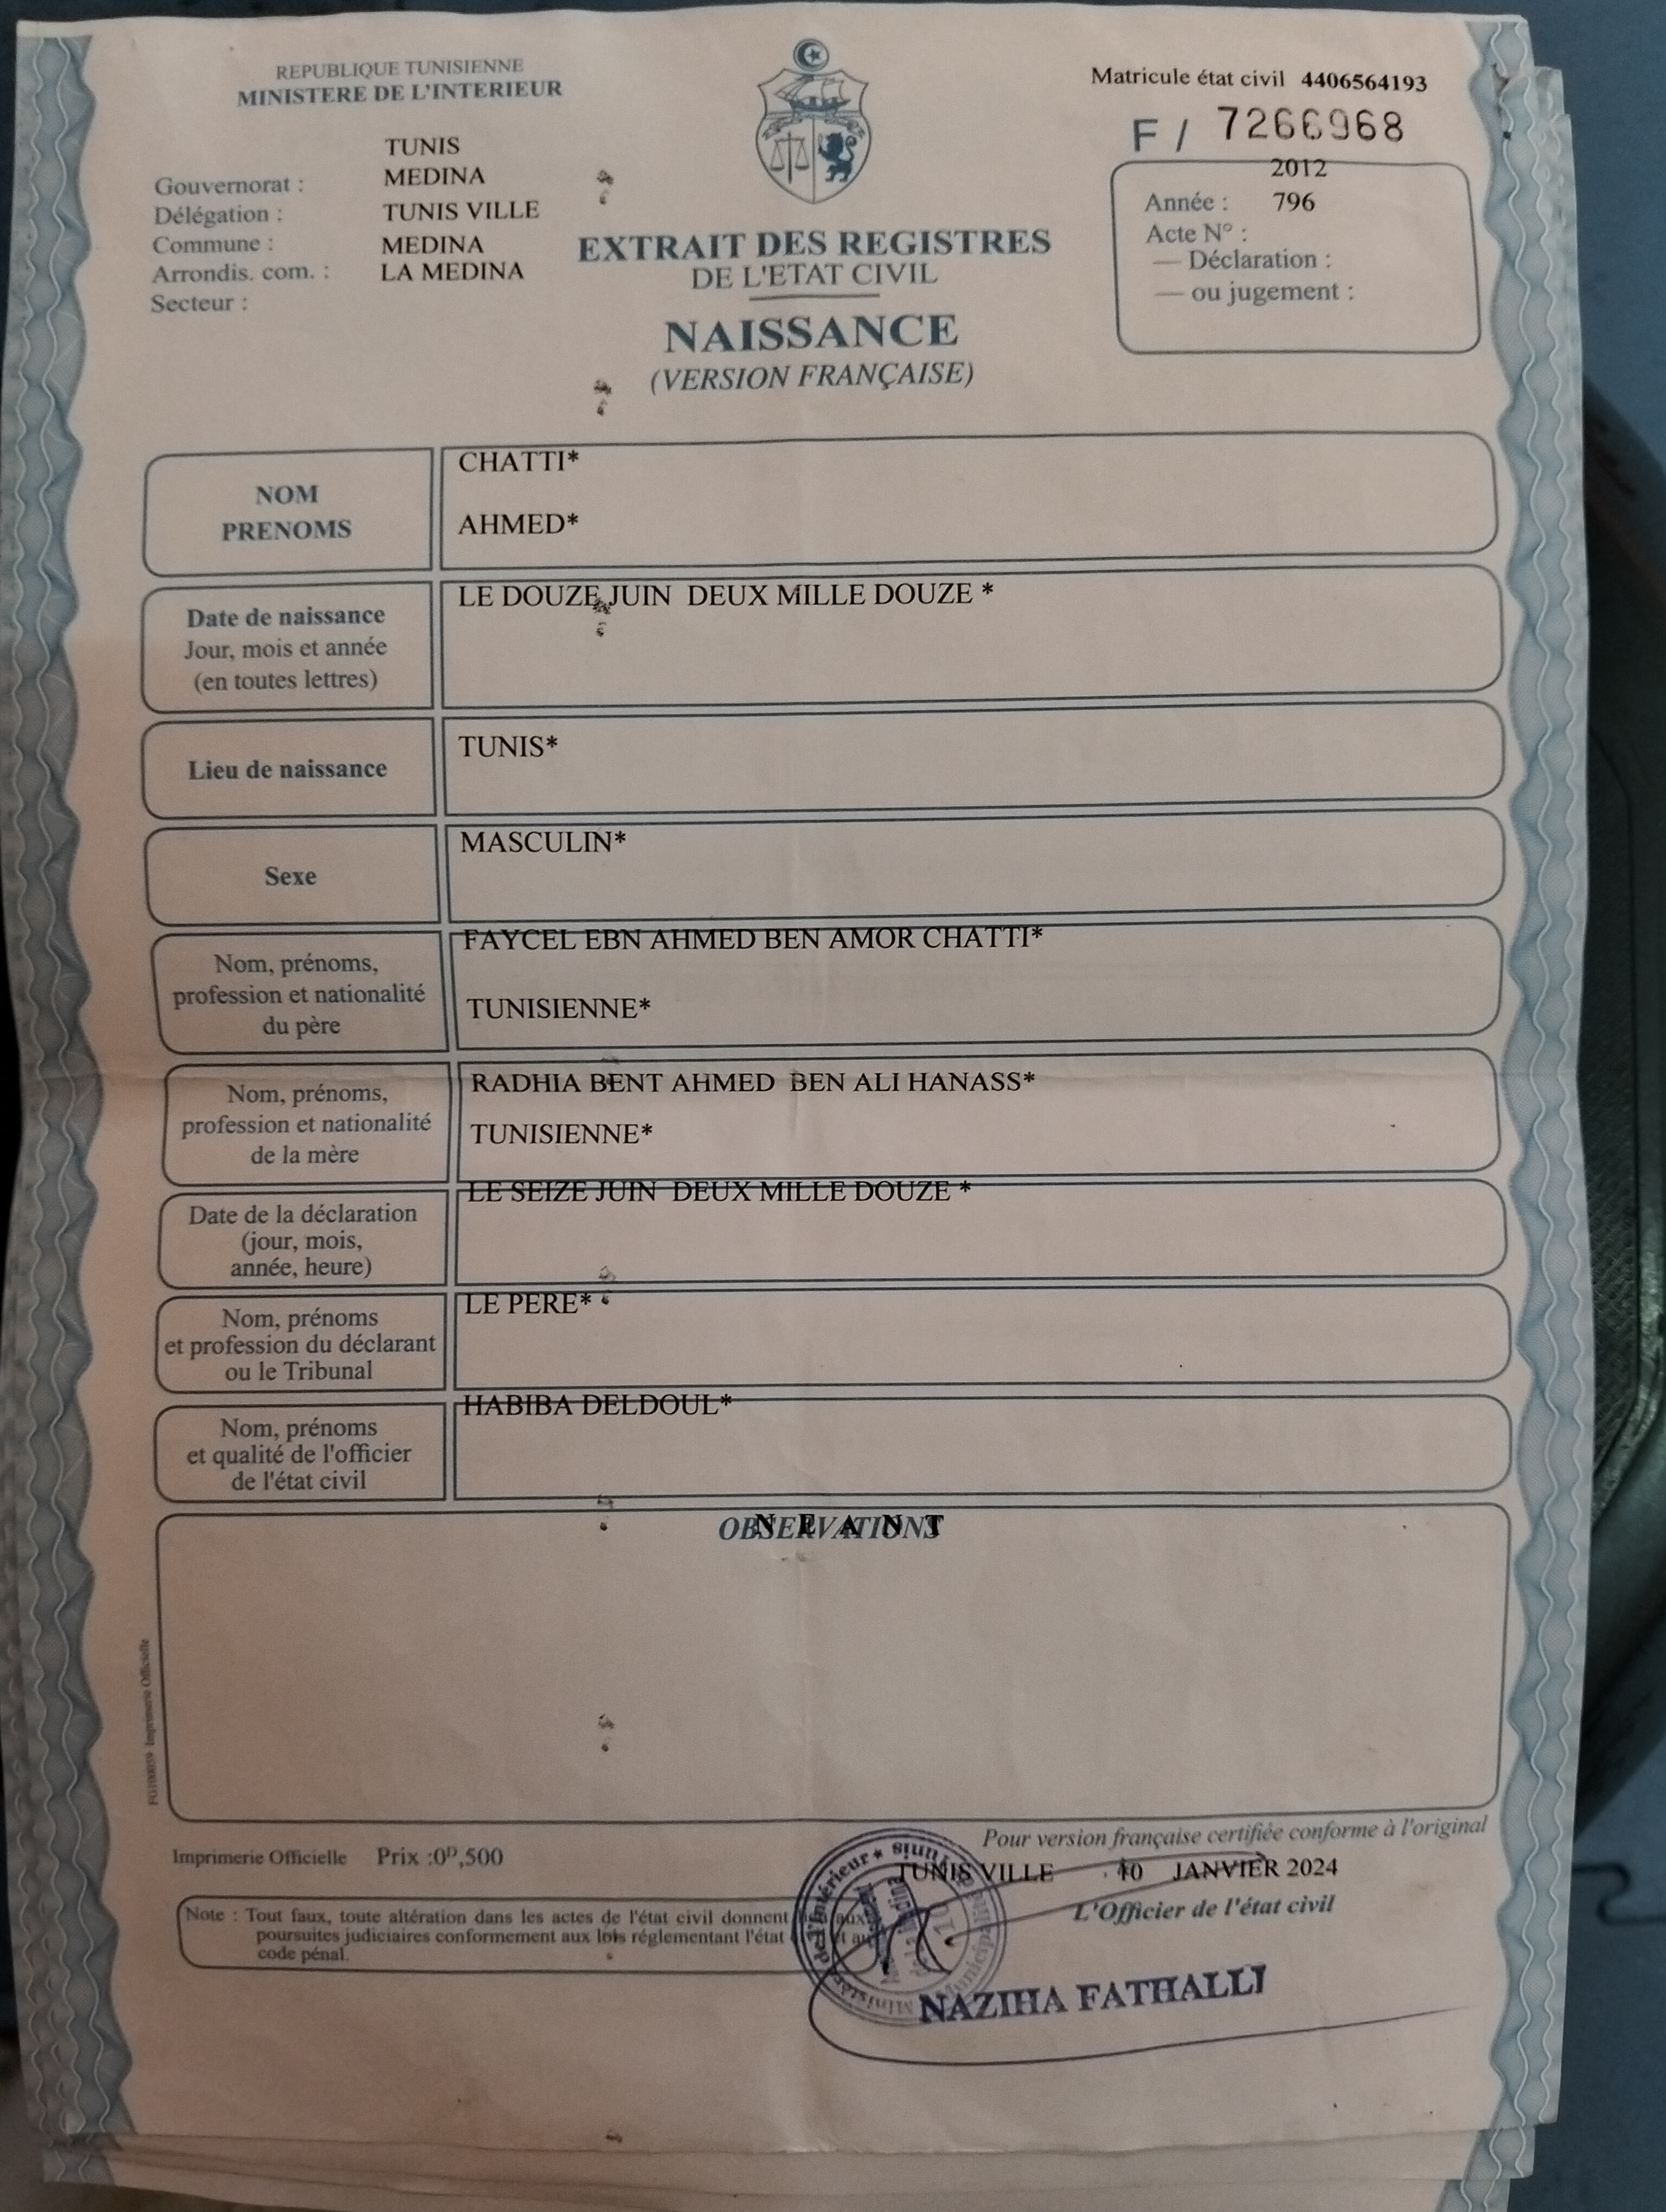 REPUBLIQUE TUNISIENNE
MINISTERE DE L'INTERIEUR
Matricule état civil 4406564193
F / 7266968
TUNIS
Gouvernorat : MEDINA
Délégation : TUNIS VILLE
Commune : MEDINA
Arrondis. com. : LA MEDINA
Secteur :
2012
Année : 796
Acte N° :
— Déclaration :
— ou jugement :
EXTRAIT DES REGISTRES
DE L'ETAT CIVIL
NAISSANCE
(VERSION FRANÇAISE)
NOM
PRENOMS
CHATTI*
AHMED*
Date de naissance
Jour, mois et année
(en toutes lettres)
LE DOUZE JUIN DEUX MILLE DOUZE *
Lieu de naissance
TUNIS*
Sexe
MASCULIN*
Nom, prénoms,
profession et nationalité
du père
FAYCEL EBN AHMED BEN AMOR CHATTI*
TUNISIENNE*
Nom, prénoms,
profession et nationalité
de la mère
RADHIA BENT AHMED BEN ALI HANASS*
TUNISIENNE*
Date de la déclaration
(jour, mois,
année, heure)
LE SEIZE JUIN DEUX MILLE DOUZE *
Nom, prénoms
et profession du déclarant
ou le Tribunal
LE PERE*
Nom, prénoms
et qualité de l'officier
de l'état civil
HABIBA DELDOUL*
OBSERVATIONS
N E A N T
Imprimerie Officielle
Imprimerie Officielle Prix :0ᴰ,500
Pour version française certifiée conforme à l'original
TUNIS VILLE 10 JANVIER 2024
L'Officier de l'état civil
Note : Tout faux, toute altération dans les actes de l'état civil donnent aux
poursuites judiciaires conformement aux lois réglementant l'état et au
code pénal.
Ministère de l'Intérieur * Tunis
NAZIHA FATHALLI